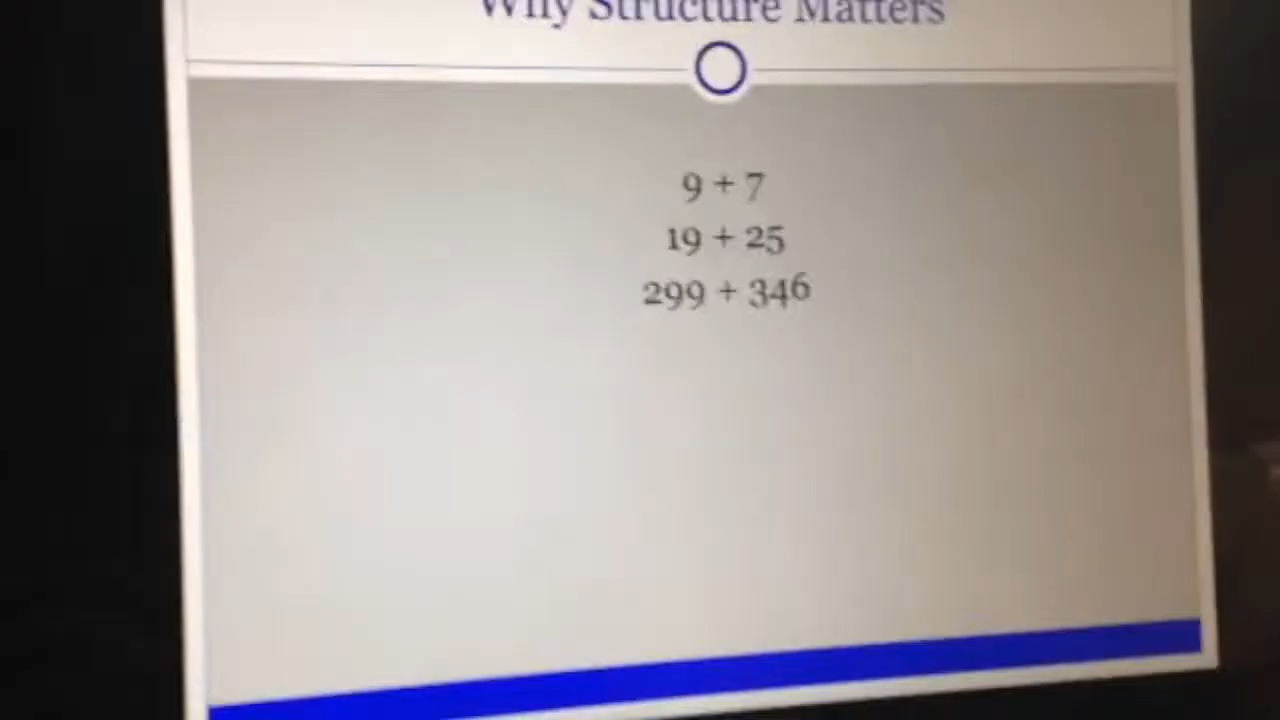 Why Structure Matters
9 + 7
19 + 25
299 + 346